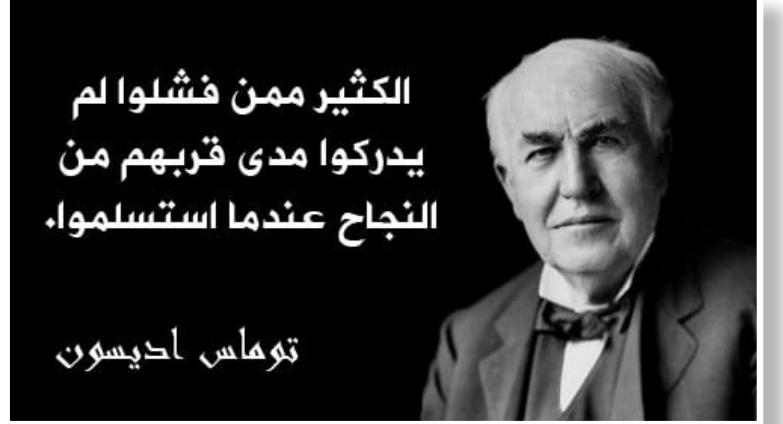 الكثير ممن فشلوا لم
يدركوا مدى قربهم من
النجاح عندما استسلموا.
توماس اديسون